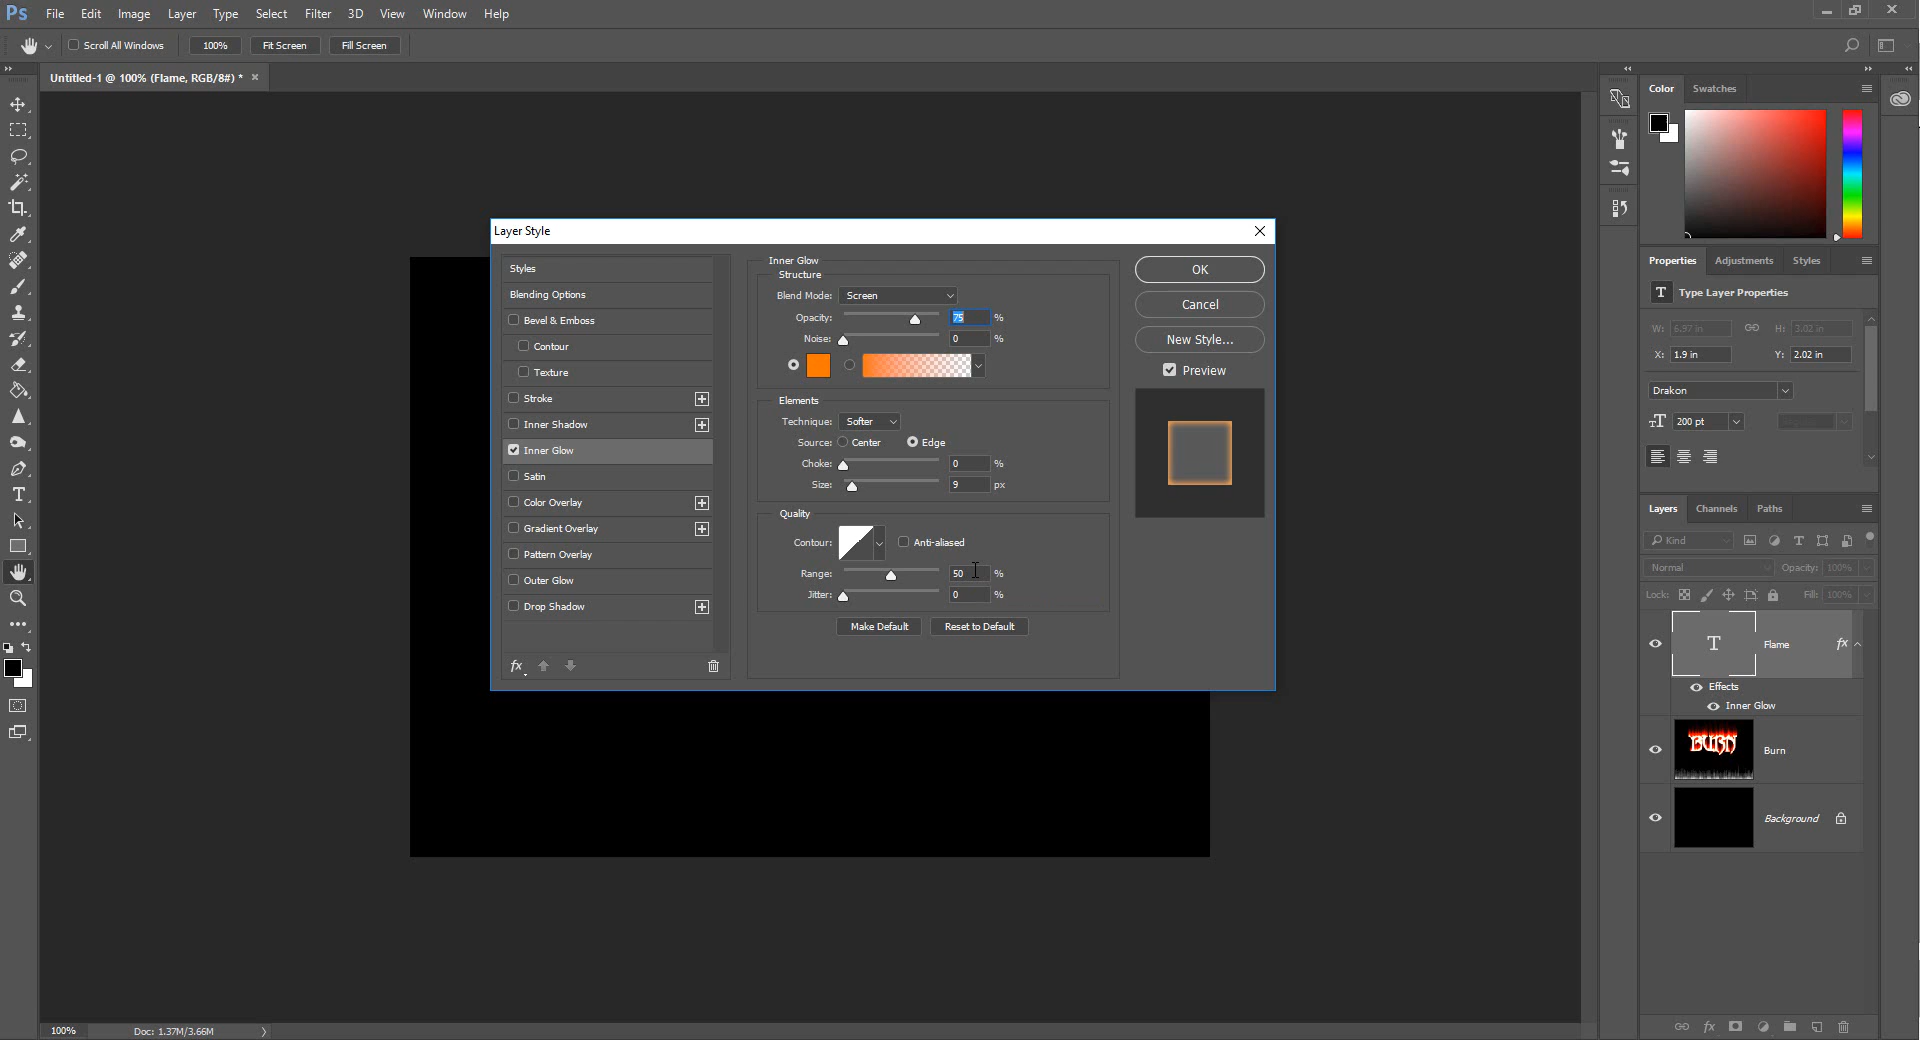 Ps File Edit Image Layer Type Select Filter 3D View Window Help
Scroll All Windows 100% Fit Screen Fill Screen
Untitled-1 @ 100% (Flame, RGB/8#) *
Layer Style
Styles
Blending Options
Bevel & Emboss
Contour
Texture
Stroke
Inner Shadow
Inner Glow
Satin
Color Overlay
Gradient Overlay
Pattern Overlay
Outer Glow
Drop Shadow
fx
Inner Glow
Structure
Blend Mode: Screen
Opacity: 75 %
Noise: 0 %
Elements
Technique: Softer
Source: Center Edge
Choke: 0 %
Size: 9 px
Quality
Contour: Anti-aliased
Range: 50 %
Jitter: 0 %
Make Default Reset to Default
OK
Cancel
New Style...
Preview
Color Swatches
Properties Adjustments Styles
T Type Layer Properties
W: 6.97 in H: 3.02 in
X: 1.9 in Y: 2.02 in
Drakon
200 pt
Layers Channels Paths
Kind
Normal Opacity: 100%
Lock: Fill: 100%
T Flame fx
Effects
Inner Glow
BURN Burn
Background
fx
100% Doc: 1.37M/3.66M